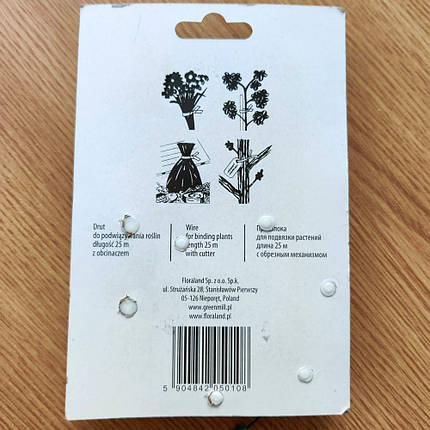 Drut
do podwiązywania roślin
długość 25 m
z obcinaczem
Wire
for binding plants
length 25 m
with cutter
для подвязки растений
длина 25 м
с обрезным механизмом
Floraland Sp. z o.o. Sp.k.
ul. Strużańska 28; Stanisławów Pierwszy
05-126 Nieporęt, Poland
www.greenmill.pl
www.floraland.pl
5 904842 050108